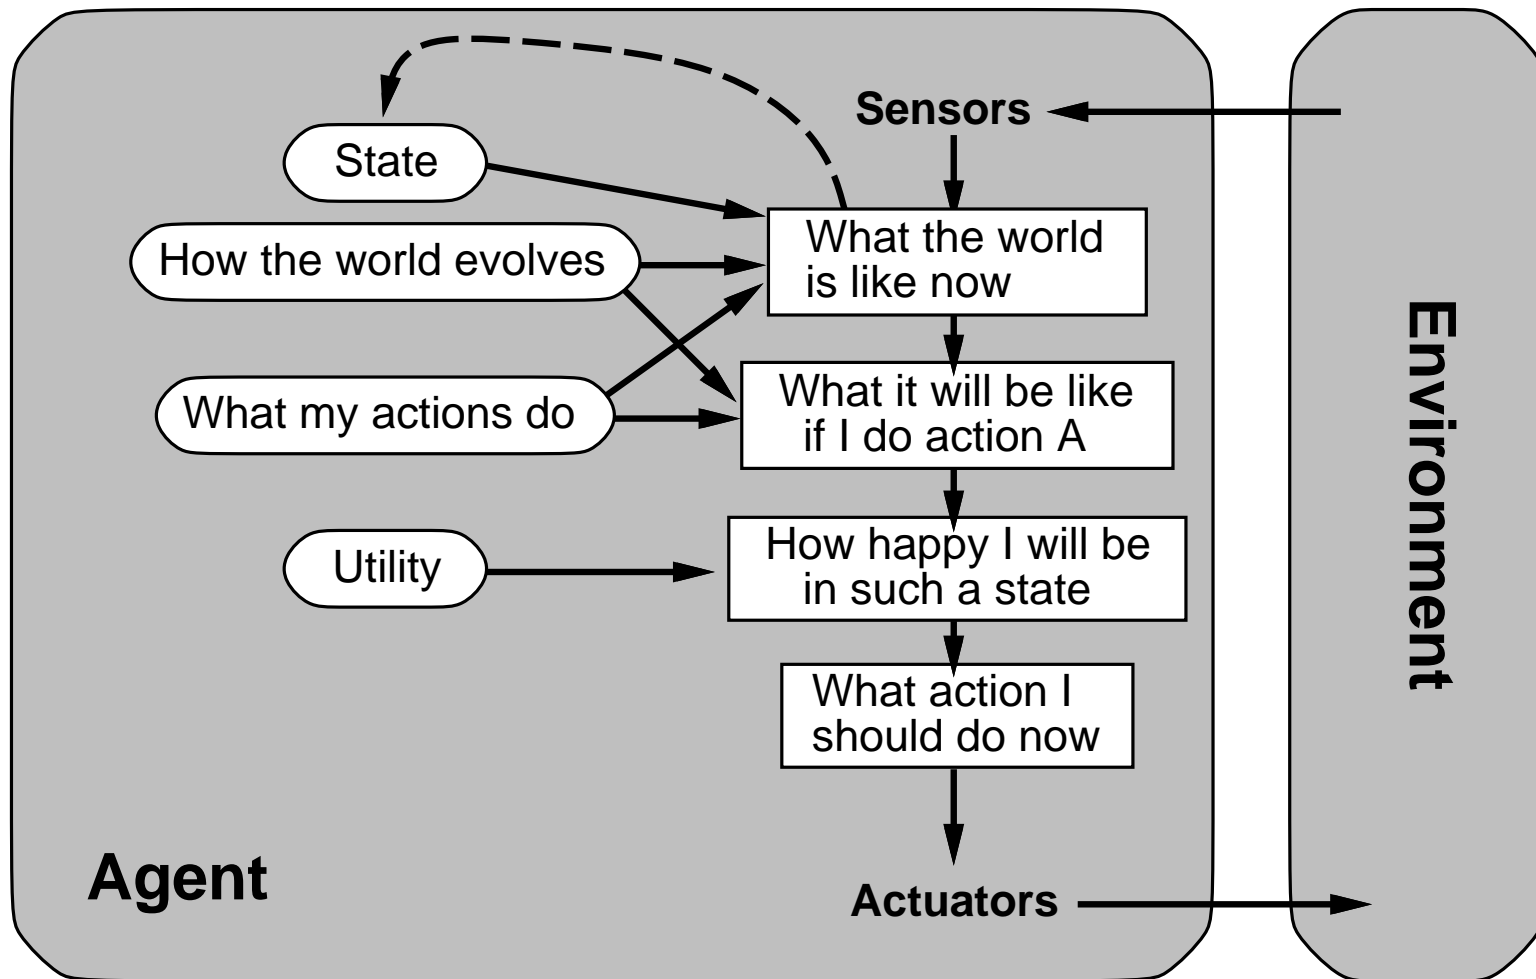 Sensors
State
What the world
is like now
How the world evolves
What it will be like
if I do action A
What my actions do
How happy I will be
in such a state
Utility
What action I
should do now
Agent
Actuators
Environment